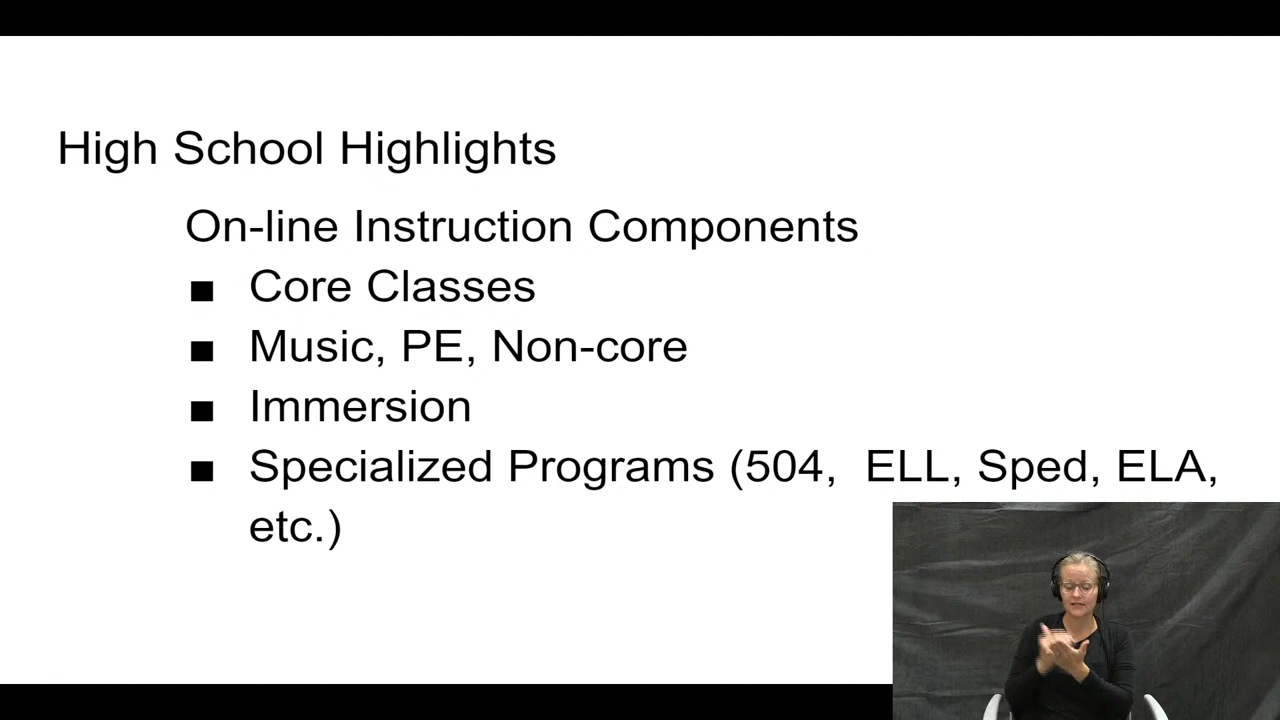 High School Highlights
On-line Instruction Components
■ Core Classes
■ Music, PE, Non-core
■ Immersion
■ Specialized Programs (504,  ELL, Sped, ELA,
etc.)